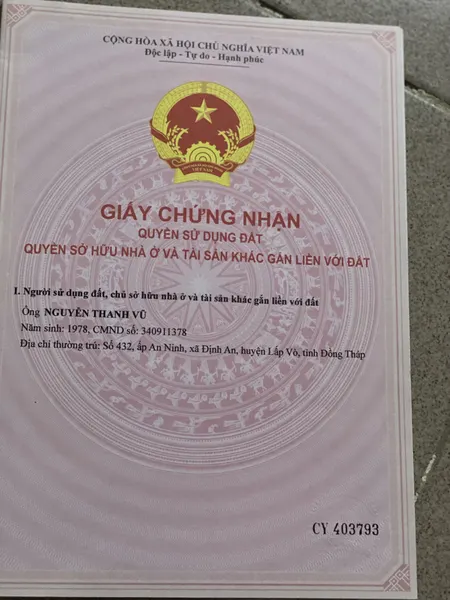 CỘNG HÒA XÃ HỘI CHỦ NGHĨA VIỆT NAM
Độc lập - Tự do - Hạnh phúc
VIỆT NAM
GIẤY CHỨNG NHẬN
QUYỀN SỬ DỤNG ĐẤT
QUYỀN SỞ HỮU NHÀ Ở VÀ TÀI SẢN KHÁC GẮN LIỀN VỚI ĐẤT
I. Người sử dụng đất, chủ sở hữu nhà ở và tài sản khác gắn liền với đất
Ông NGUYỄN THANH VŨ
Năm sinh: 1978, CMND số: 340911378
Địa chỉ thường trú: Số 432, ấp An Ninh, xã Định An, huyện Lấp Vò, tỉnh Đồng Tháp
CY 403793